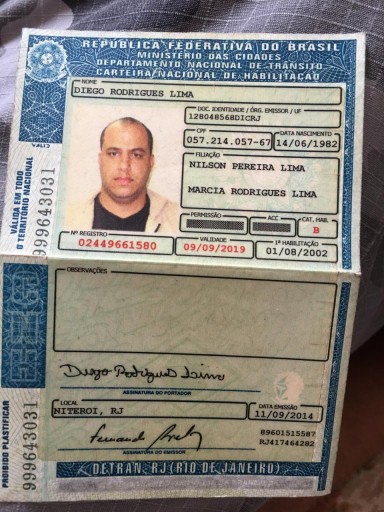 REPÚBLICA FEDERATIVA DO BRASIL
MINISTÉRIO DAS CIDADES
DEPARTAMENTO NACIONAL DE TRÂNSITO
CARTEIRA NACIONAL DE HABILITAÇÃO
NOME
DIEGO RODRIGUES LIMA
DOC. IDENTIDADE / ÓRG. EMISSOR / UF
128048568DICRJ
CPF
DATA NASCIMENTO
057.214.057-67
14/06/1982
FILIAÇÃO
NILSON PEREIRA LIMA
MARCIA RODRIGUES LIMA
PERMISSÃO
ACC
CAT. HAB.
B
Nº REGISTRO
VALIDADE
1ª HABILITAÇÃO
02449661580
09/09/2019
01/08/2002
VÁLIDA EM TODO
O TERRITÓRIO NACIONAL
999643031
OBSERVAÇÕES
Diego Rodrigues Lima
ASSINATURA DO PORTADOR
LOCAL
DATA EMISSÃO
NITEROI, RJ
11/09/2014
89601515587
RJ417464282
ASSINATURA DO EMISSOR
DETRAN, RJ (RIO DE JANEIRO)
PROIBIDO PLASTIFICAR
999643031